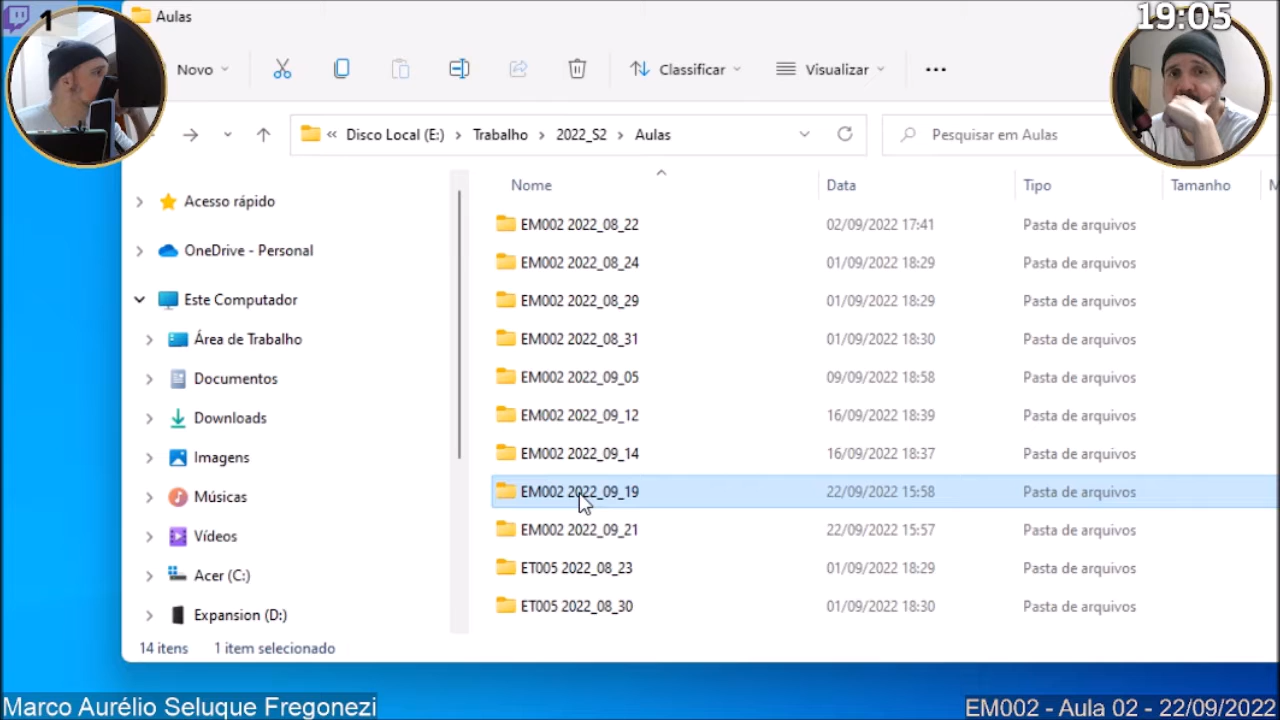 1
Aulas
19:05
Novo
Classificar
Visualizar
« Disco Local (E:) > Trabalho > 2022_S2 > Aulas
Pesquisar em Aulas
Nome Data Tipo Tamanho
Acesso rápido
OneDrive - Personal
Este Computador
Área de Trabalho
Documentos
Downloads
Imagens
Músicas
Vídeos
Acer (C:)
Expansion (D:)
EM002 2022_08_22 02/09/2022 17:41 Pasta de arquivos
EM002 2022_08_24 01/09/2022 18:29 Pasta de arquivos
EM002 2022_08_29 01/09/2022 18:29 Pasta de arquivos
EM002 2022_08_31 01/09/2022 18:30 Pasta de arquivos
EM002 2022_09_05 09/09/2022 18:58 Pasta de arquivos
EM002 2022_09_12 16/09/2022 18:39 Pasta de arquivos
EM002 2022_09_14 16/09/2022 18:37 Pasta de arquivos
EM002 2022_09_19 22/09/2022 15:58 Pasta de arquivos
EM002 2022_09_21 22/09/2022 15:57 Pasta de arquivos
ET005 2022_08_23 01/09/2022 18:29 Pasta de arquivos
ET005 2022_08_30 01/09/2022 18:30 Pasta de arquivos
14 itens 1 item selecionado
Marco Aurélio Seluque Fregonezi
EM002 - Aula 02 - 22/09/2022